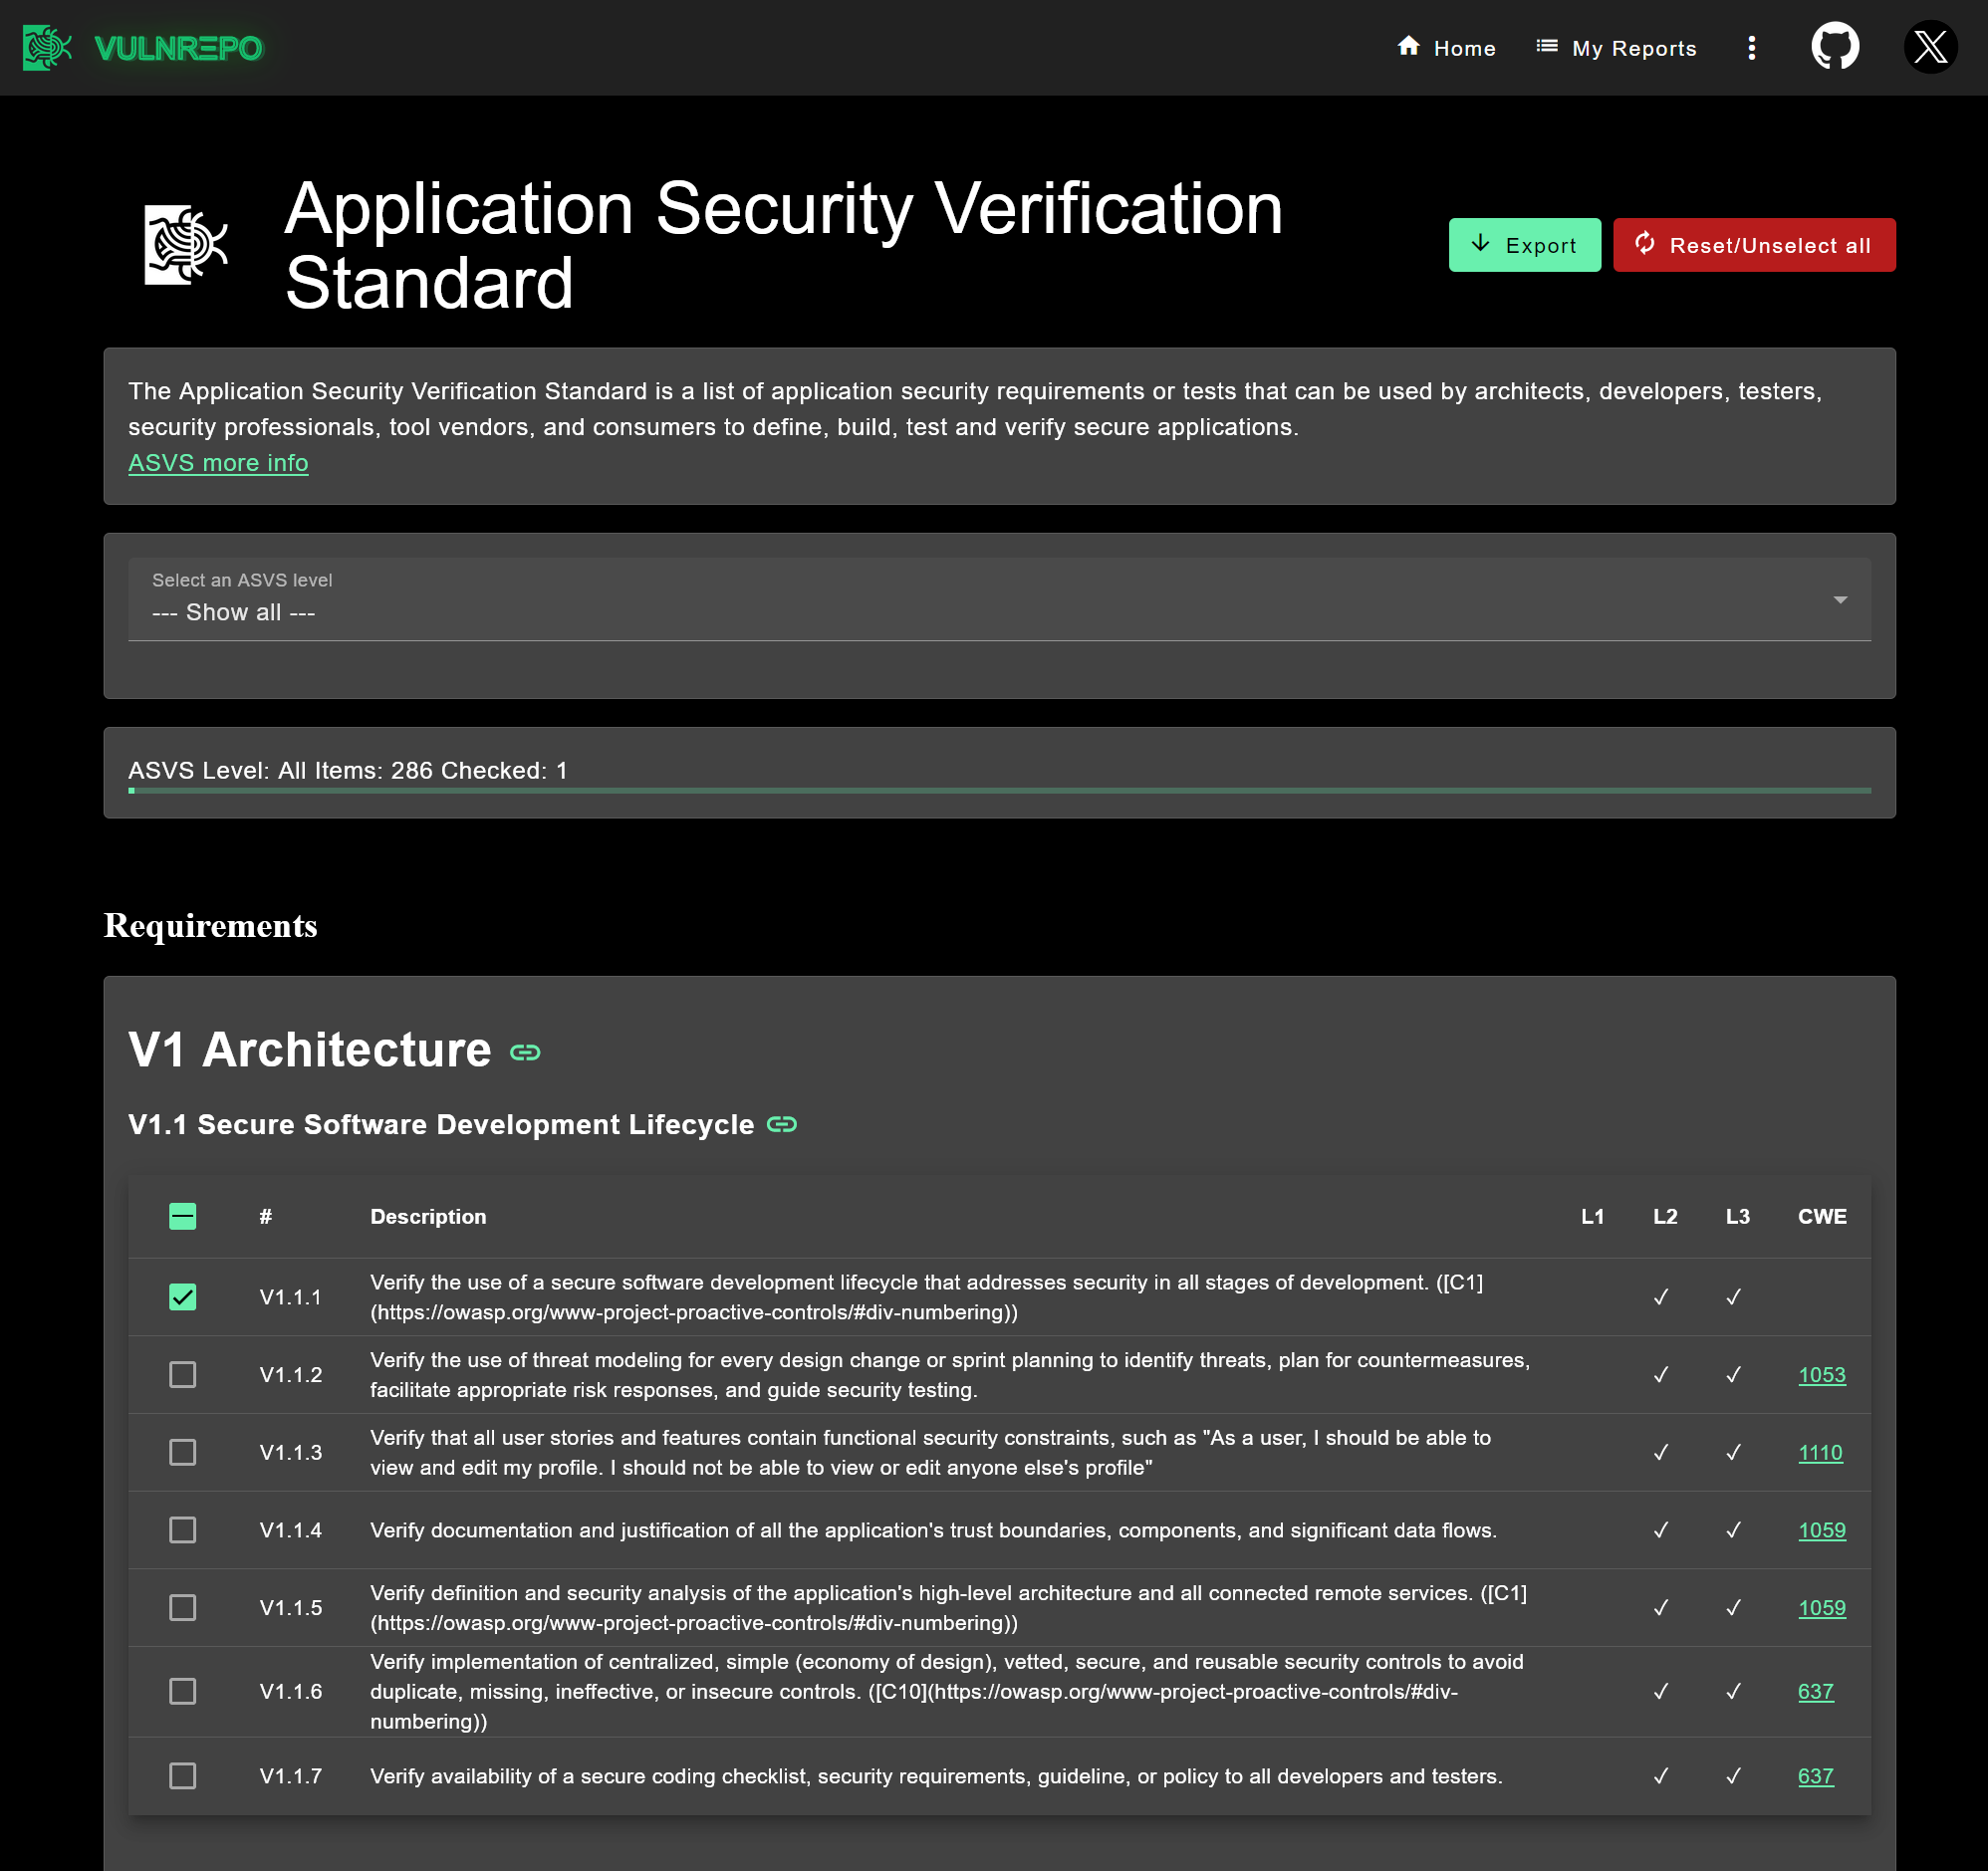 VULNREPO
Home
My Reports
Application Security Verification
Standard
Export
Reset/Unselect all
The Application Security Verification Standard is a list of application security requirements or tests that can be used by architects, developers, testers,
security professionals, tool vendors, and consumers to define, build, test and verify secure applications.
ASVS more info
Select an ASVS level
--- Show all ---
ASVS Level: All Items: 286 Checked: 1
Requirements
V1 Architecture
V1.1 Secure Software Development Lifecycle
# Description L1 L2 L3 CWE
V1.1.1 Verify the use of a secure software development lifecycle that addresses security in all stages of development. ([C1]
(https://owasp.org/www-project-proactive-controls/#div-numbering)) ✓ ✓
V1.1.2 Verify the use of threat modeling for every design change or sprint planning to identify threats, plan for countermeasures,
facilitate appropriate risk responses, and guide security testing. ✓ ✓ 1053
V1.1.3 Verify that all user stories and features contain functional security constraints, such as "As a user, I should be able to
view and edit my profile. I should not be able to view or edit anyone else's profile" ✓ ✓ 1110
V1.1.4 Verify documentation and justification of all the application's trust boundaries, components, and significant data flows. ✓ ✓ 1059
V1.1.5 Verify definition and security analysis of the application's high-level architecture and all connected remote services. ([C1]
(https://owasp.org/www-project-proactive-controls/#div-numbering)) ✓ ✓ 1059
V1.1.6 Verify implementation of centralized, simple (economy of design), vetted, secure, and reusable security controls to avoid
duplicate, missing, ineffective, or insecure controls. ([C10](https://owasp.org/www-project-proactive-controls/#div-
numbering)) ✓ ✓ 637
V1.1.7 Verify availability of a secure coding checklist, security requirements, guideline, or policy to all developers and testers. ✓ ✓ 637